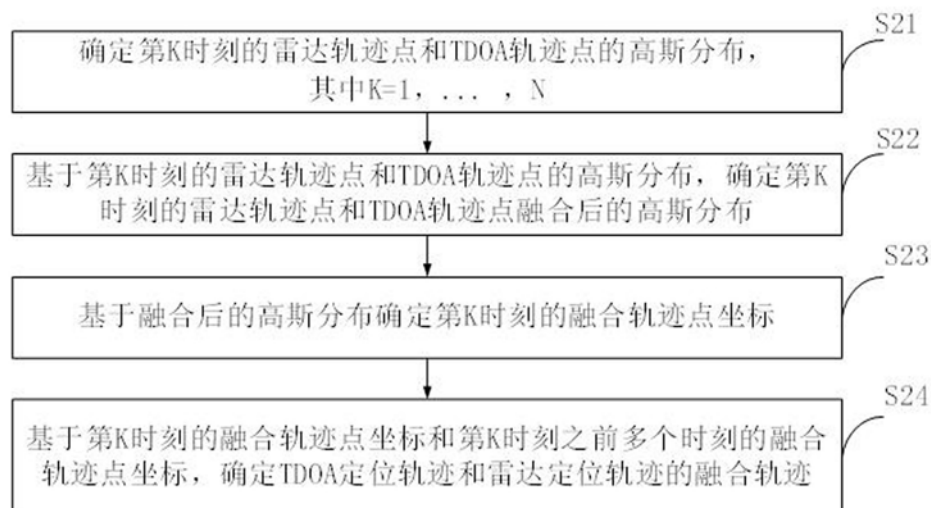 S21
确定第K时刻的雷达轨迹点和TDOA轨迹点的高斯分布，
其中K=1，...，N
S22
基于第K时刻的雷达轨迹点和TDOA轨迹点的高斯分布，确定第K
时刻的雷达轨迹点和TDOA轨迹点融合后的高斯分布
S23
基于融合后的高斯分布确定第K时刻的融合轨迹点坐标
S24
基于第K时刻的融合轨迹点坐标和第K时刻之前多个时刻的融合
轨迹点坐标，确定TDOA定位轨迹和雷达定位轨迹的融合轨迹